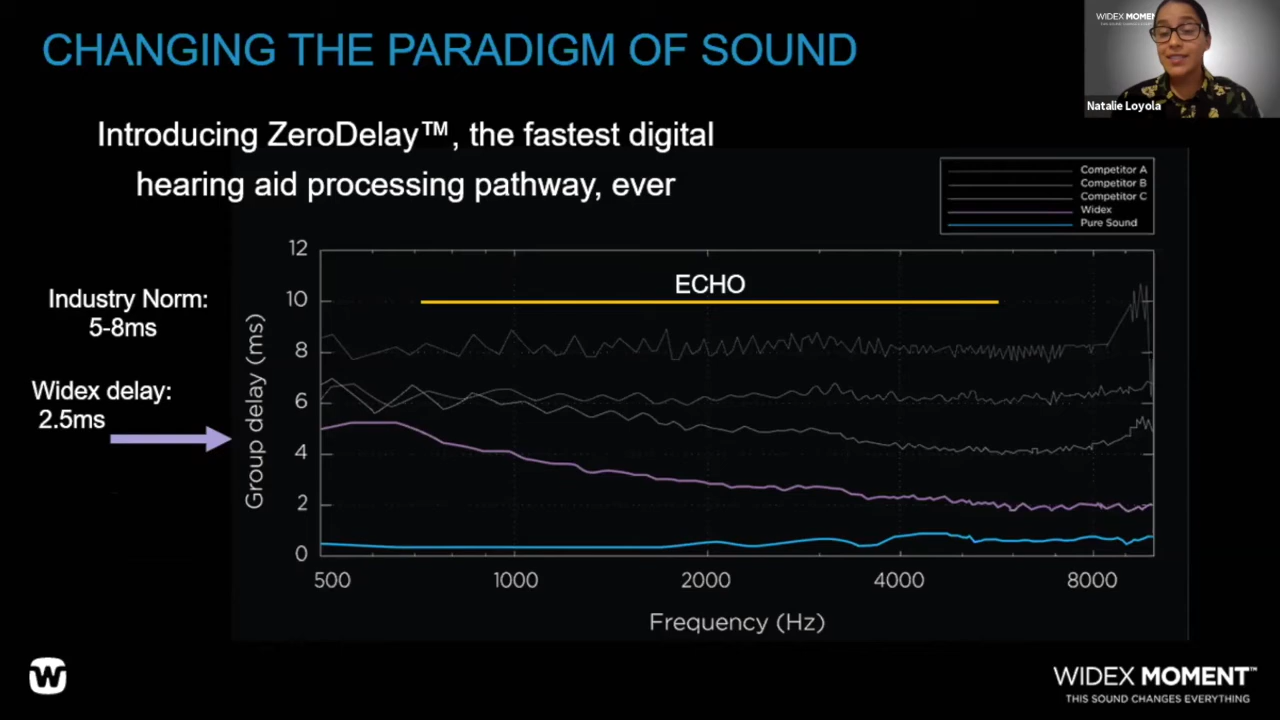 CHANGING THE PARADIGM OF SOUND
WIDEX MOMENT
Natalie Loyola
Introducing ZeroDelay™, the fastest digital
hearing aid processing pathway, ever
Competitor A
Competitor B
Competitor C
Widex
Pure Sound
Industry Norm:
5-8ms
Widex delay:
2.5ms
ECHO
Group delay (ms)
12
10
8
6
4
2
0
500 1000 2000 4000 8000
Frequency (Hz)
W
WIDEX MOMENT™
THIS SOUND CHANGES EVERYTHING